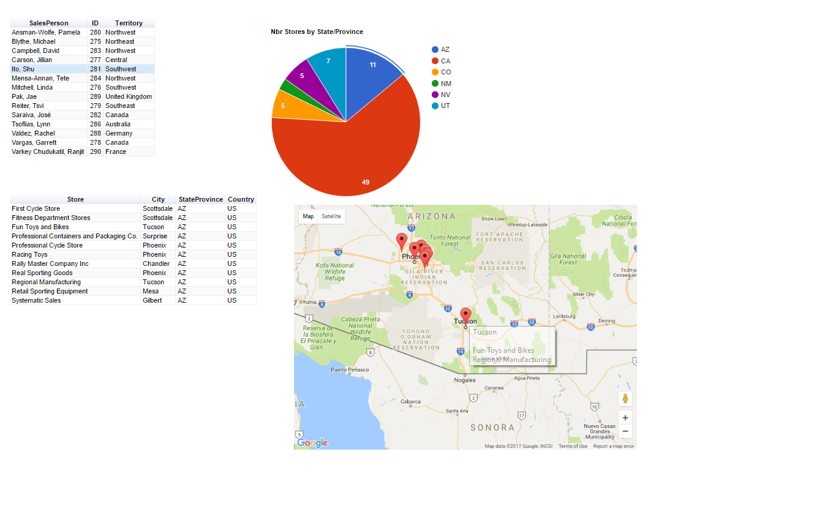 SalesPerson ID Territory
Ansman-Wolfe, Pamela 280 Northwest
Blythe, Michael 275 Northeast
Campbell, David 283 Northwest
Carson, Jillian 277 Central
Ito, Shu 281 Southwest
Mensa-Annan, Tete 284 Northwest
Mitchell, Linda 276 Southwest
Pak, Jae 289 United Kingdom
Reiter, Tsvi 279 Southeast
Saraiva, José 282 Canada
Tsoflias, Lynn 286 Australia
Valdez, Rachel 288 Germany
Vargas, Garrett 278 Canada
Varkey Chudukatil, Ranjit 290 France
Nbr Stores by State/Province
7
11
5
5
49
AZ
CA
CO
NM
NV
UT
Store City StateProvince Country
First Cycle Store Scottsdale AZ US
Fitness Department Stores Scottsdale AZ US
Fun Toys and Bikes Tucson AZ US
Professional Containers and Packaging Co. Surprise AZ US
Professional Cycle Store Phoenix AZ US
Racing Toys Phoenix AZ US
Rally Master Company Inc Chandler AZ US
Real Sporting Goods Phoenix AZ US
Regional Manufacturing Tucson AZ US
Retail Sporting Equipment Mesa AZ US
Systematic Sales Gilbert AZ US
Map Satellite
ARIZONA
Show Low
Pinetop-Lakeside
Cibola
National For
Tonto National
Forest
FORT APACHE
RESERVATION
Kofa National
Wildlife
Refuge
GILA RIVER
INDIAN
RESERVATION
SAN CARLOS
RESERVATION
Gila National
Forest
Truth or
Consequen
Silver City
Lordsburg
Deming
Cabeza Prieta
National
Wildlife
Refuge
Reserva de
la Biosfera
El Pinacate y
Gran
TOHONO
O'ODHAM
NATION
RESERVATION
Tucson
Tucson
Fun Toys and Bikes
Regional Manufacturing
Puerto Peñasco
Nogales
Agua Prieta
Cananea
Caborca
Santa Ana
Nuevo Casas
Grandes
Municipality
SONORA
Google
Map data ©2017 Google, INEGI Terms of Use Report a map error